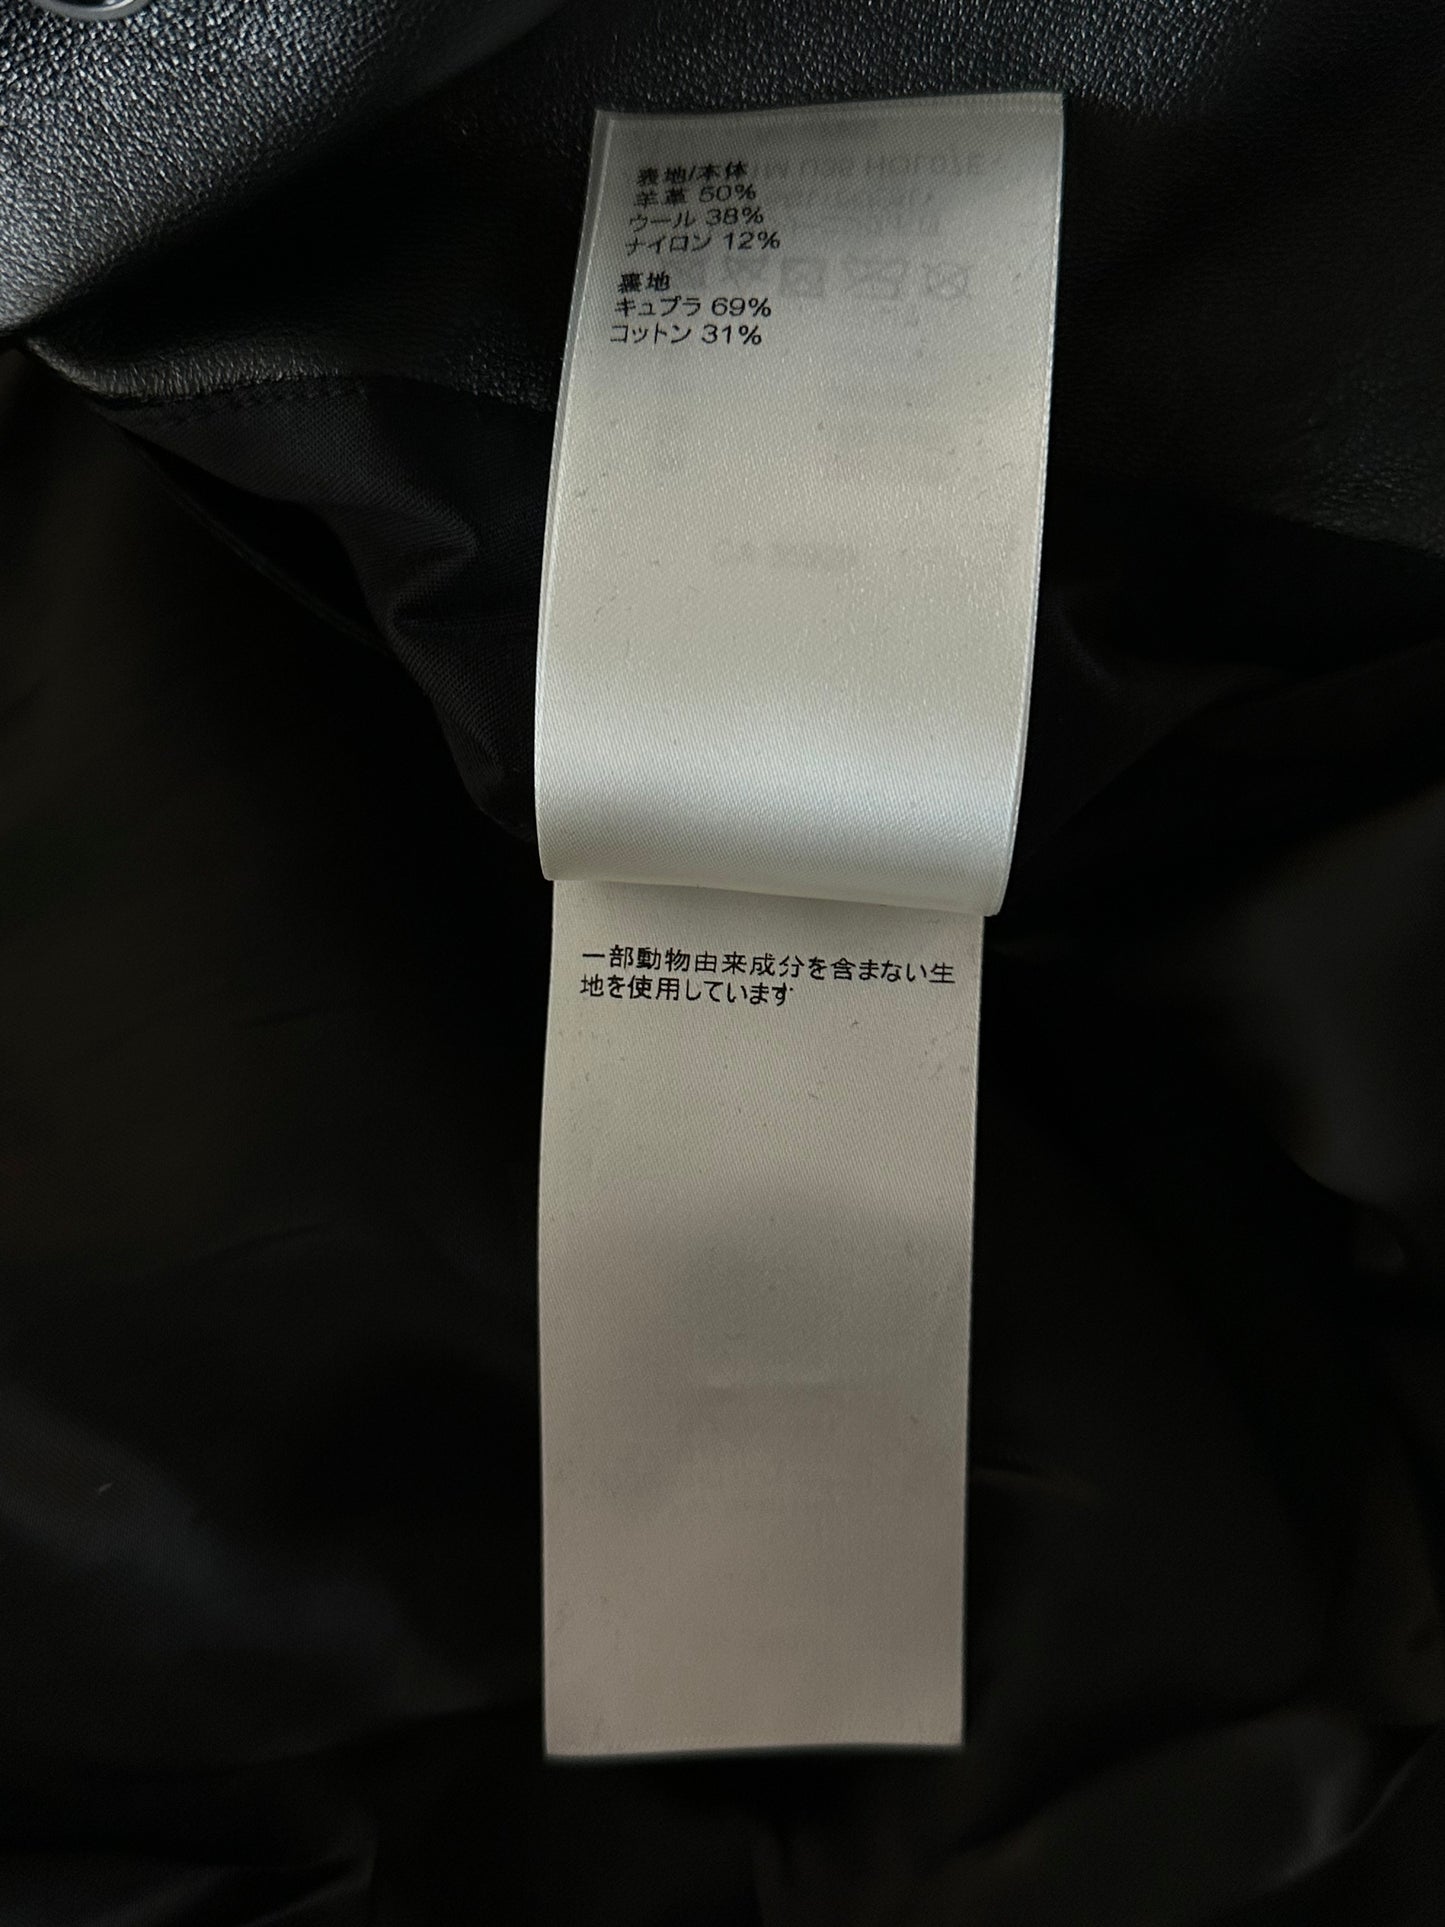 表地/本体
羊革 50%
ウール 38%
ナイロン 12%
裏地
キュプラ 69%
コットン 31%
一部動物由来成分を含まない生
地を使用しています